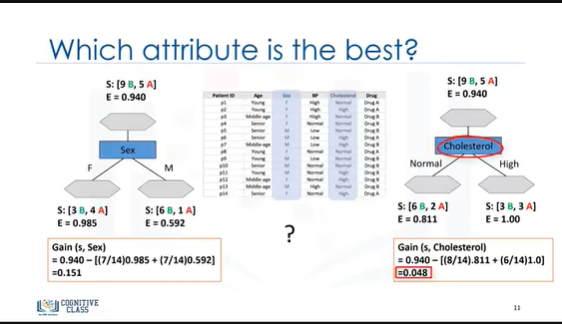 Which attribute is the best?
S: [9 B, 5 A]
E = 0.940
Sex
F
M
S: [3 B, 4 A]
E = 0.985
S: [6 B, 1 A]
E = 0.592
Gain (s, Sex)
= 0.940 – [(7/14)0.985 + (7/14)0.592]
=0.151
Patient ID Age Sex BP Cholesterol Drug
p1 Young F High Normal Drug A
p2 Young F High High Drug A
p3 Middle-age F High Normal Drug B
p4 Senior F Normal Normal Drug B
p5 Senior M Low Normal Drug B
p6 Senior M Low High
p7 Middle-age M Low High Drug B
p8 Young F Normal Normal
p9 Young M Low Normal Drug B
p10 Senior M Normal Normal Drug B
p11 Young M Normal High Drug B
p12 Middle-age F Normal High Drug B
p13 Middle-age M High Normal Drug B
p14 Senior F Normal High Drug A
?
S: [9 B, 5 A]
E = 0.940
Cholesterol
Normal
High
S: [6 B, 2 A]
E = 0.811
S: [3 B, 3 A]
E = 1.00
Gain (s, Cholesterol)
= 0.940 – [(8/14).811 + (6/14)1.0]
=0.048
COGNITIVE
CLASS
11